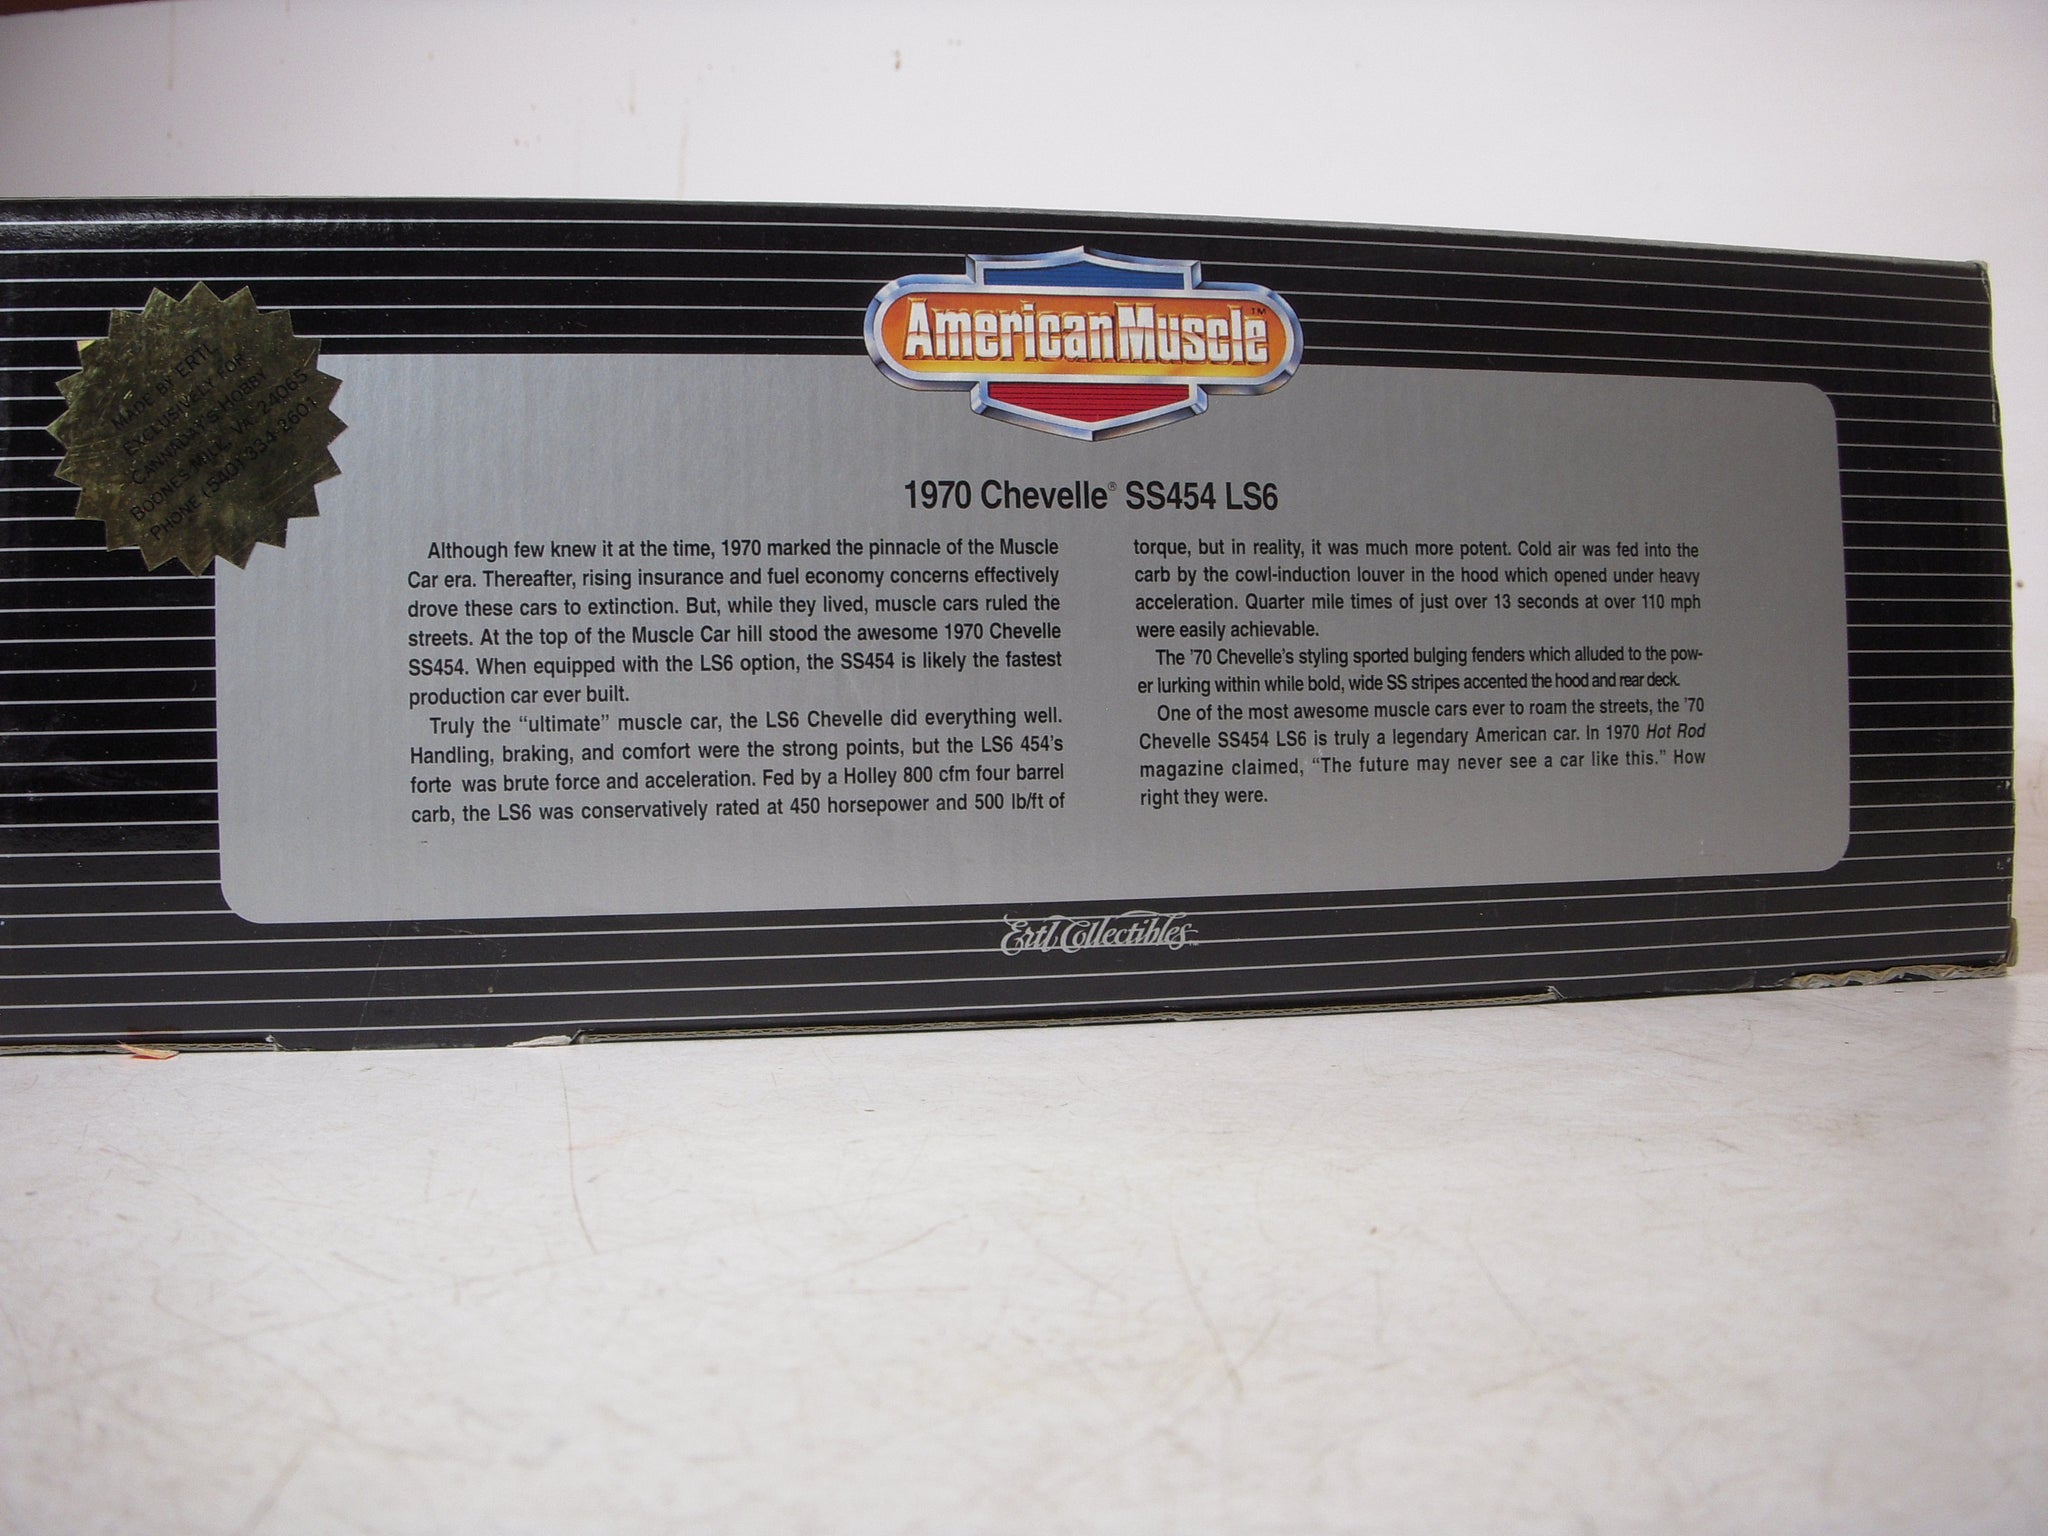 AmericanMuscle™
MADE BY ERTL
EXCLUSIVELY FOR
CANNADAY'S HOBBY
BOONES MILL, VA. 24065
PHONE (540) 334-2601
1970 Chevelle® SS454 LS6
Although few knew it at the time, 1970 marked the pinnacle of the Muscle
Car era. Thereafter, rising insurance and fuel economy concerns effectively
drove these cars to extinction. But, while they lived, muscle cars ruled the
streets. At the top of the Muscle Car hill stood the awesome 1970 Chevelle
SS454. When equipped with the LS6 option, the SS454 is likely the fastest
production car ever built.
Truly the “ultimate” muscle car, the LS6 Chevelle did everything well.
Handling, braking, and comfort were the strong points, but the LS6 454's
forte was brute force and acceleration. Fed by a Holley 800 cfm four barrel
carb, the LS6 was conservatively rated at 450 horsepower and 500 lb/ft of
torque, but in reality, it was much more potent. Cold air was fed into the
carb by the cowl-induction louver in the hood which opened under heavy
acceleration. Quarter mile times of just over 13 seconds at over 110 mph
were easily achievable.
The '70 Chevelle's styling sported bulging fenders which alluded to the pow-
er lurking within while bold, wide SS stripes accented the hood and rear deck.
One of the most awesome muscle cars ever to roam the streets, the '70
Chevelle SS454 LS6 is truly a legendary American car. In 1970 Hot Rod
magazine claimed, “The future may never see a car like this.” How
right they were.
Ertl Collectibles™